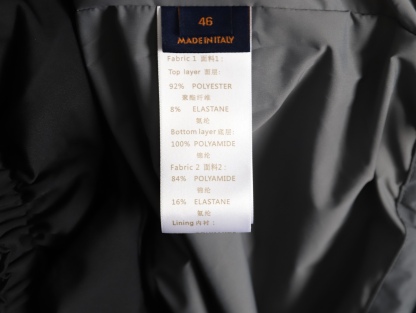 46
MADE IN ITALY
Fabric 1 面料1:
Top layer 面层:
92% POLYESTER
聚酯纤维
8% ELASTANE
氨纶
Bottom layer 底层:
100% POLYAMIDE
锦纶
Fabric 2 面料2:
84% POLYAMIDE
锦纶
16% ELASTANE
氨纶
Lining 内衬: